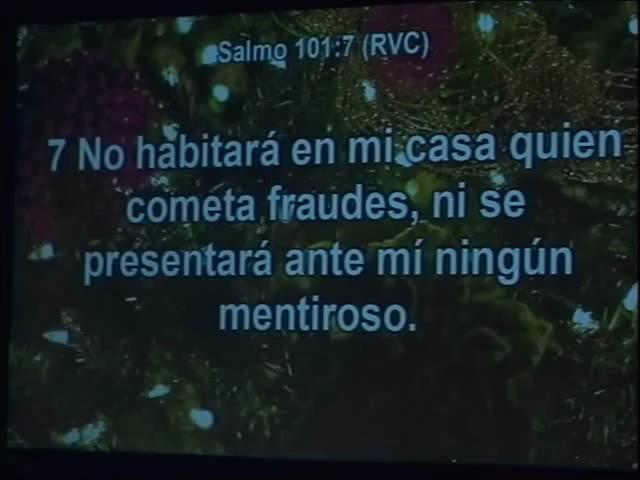 Salmo 101:7 (RVC)
7 No habitará en mi casa quien
cometa fraudes, ni se
presentará ante mí ningún
mentiroso.